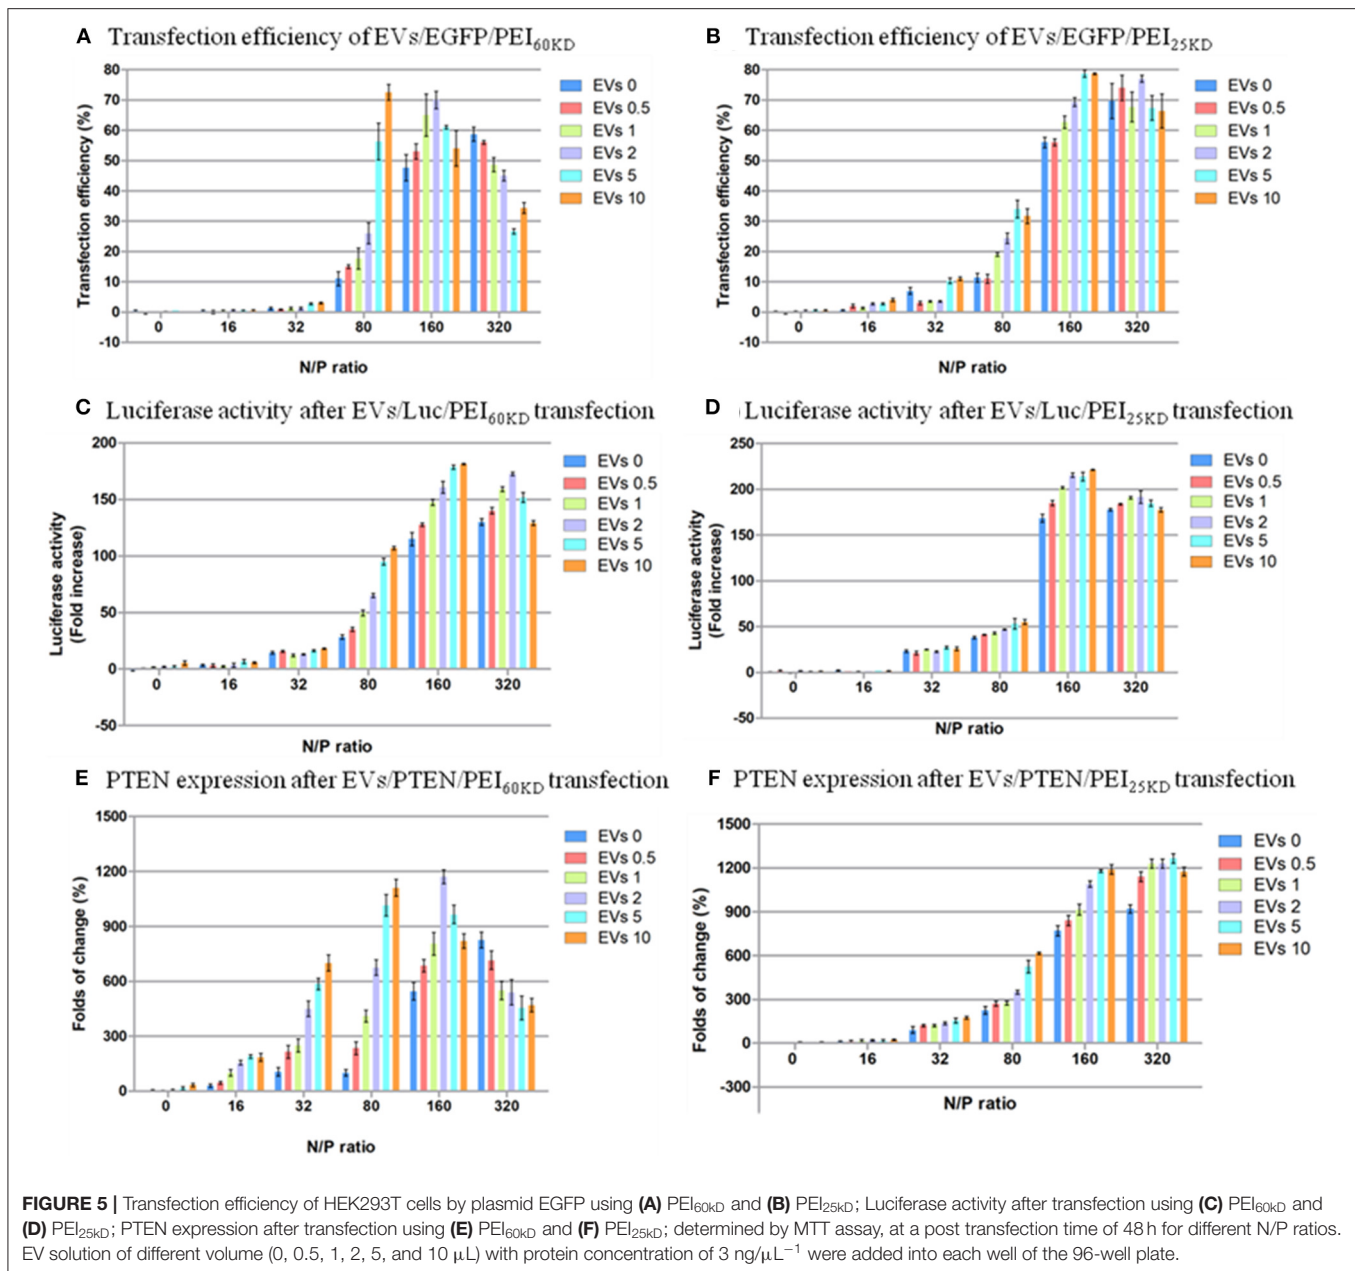 A Transfection efficiency of EVs/EGFP/PEI60KD
80
70
60
50
40
30
20
10
0
-10
Transfection efficiency (%)
EVs 0
EVs 0.5
EVs 1
EVs 2
EVs 5
EVs 10
0 16 32 80 160 320
N/P ratio
B Transfection efficiency of EVs/EGFP/PEI25KD
80
70
60
50
40
30
20
10
0
-10
Transfection efficiency (%)
EVs 0
EVs 0.5
EVs 1
EVs 2
EVs 5
EVs 10
0 16 32 80 160 320
N/P ratio
C Luciferase activity after EVs/Luc/PEI60KD transfection
200
150
100
50
0
-50
Luciferase activity
(Fold increase)
EVs 0
EVs 0.5
EVs 1
EVs 2
EVs 5
EVs 10
0 16 32 80 160 320
N/P ratio
D Luciferase activity after EVs/Luc/PEI25KD transfection
250
200
150
100
50
0
-50
Luciferase activity
(Fold increase)
EVs 0
EVs 0.5
EVs 1
EVs 2
EVs 5
EVs 10
0 16 32 80 160 320
N/P ratio
E PTEN expression after EVs/PTEN/PEI60KD transfection
1500
1200
900
600
300
0
Folds of change (%)
EVs 0
EVs 0.5
EVs 1
EVs 2
EVs 5
EVs 10
0 16 32 80 160 320
N/P ratio
F PTEN expression after EVs/PTEN/PEI25KD transfection
1500
1200
900
600
300
0
-300
Folds of change (%)
EVs 0
EVs 0.5
EVs 1
EVs 2
EVs 5
EVs 10
0 16 32 80 160 320
N/P ratio
FIGURE 5 | Transfection efficiency of HEK293T cells by plasmid EGFP using (A) PEI60kD and (B) PEI25kD; Luciferase activity after transfection using (C) PEI60kD and
(D) PEI25kD; PTEN expression after transfection using (E) PEI60kD and (F) PEI25kD; determined by MTT assay, at a post transfection time of 48 h for different N/P ratios.
EV solution of different volume (0, 0.5, 1, 2, 5, and 10 μL) with protein concentration of 3 ng/μL−1 were added into each well of the 96-well plate.